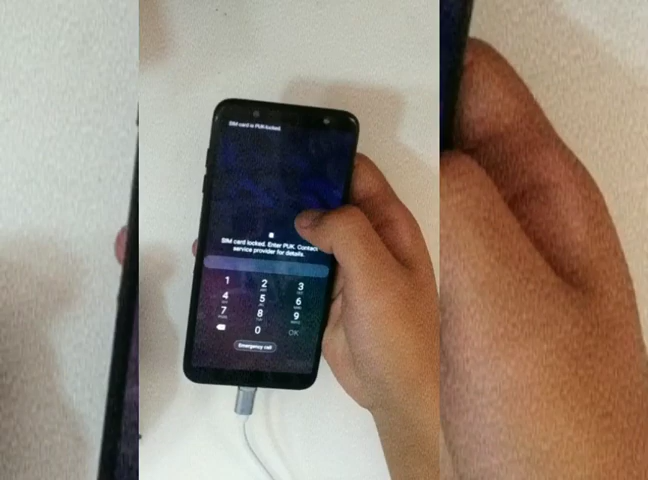 SIM card is PUK locked.
SIM card locked. Enter PUK. Contact
service provider for details.
1 2 3
4 5 6
7 8 9
0 OK
Emergency call